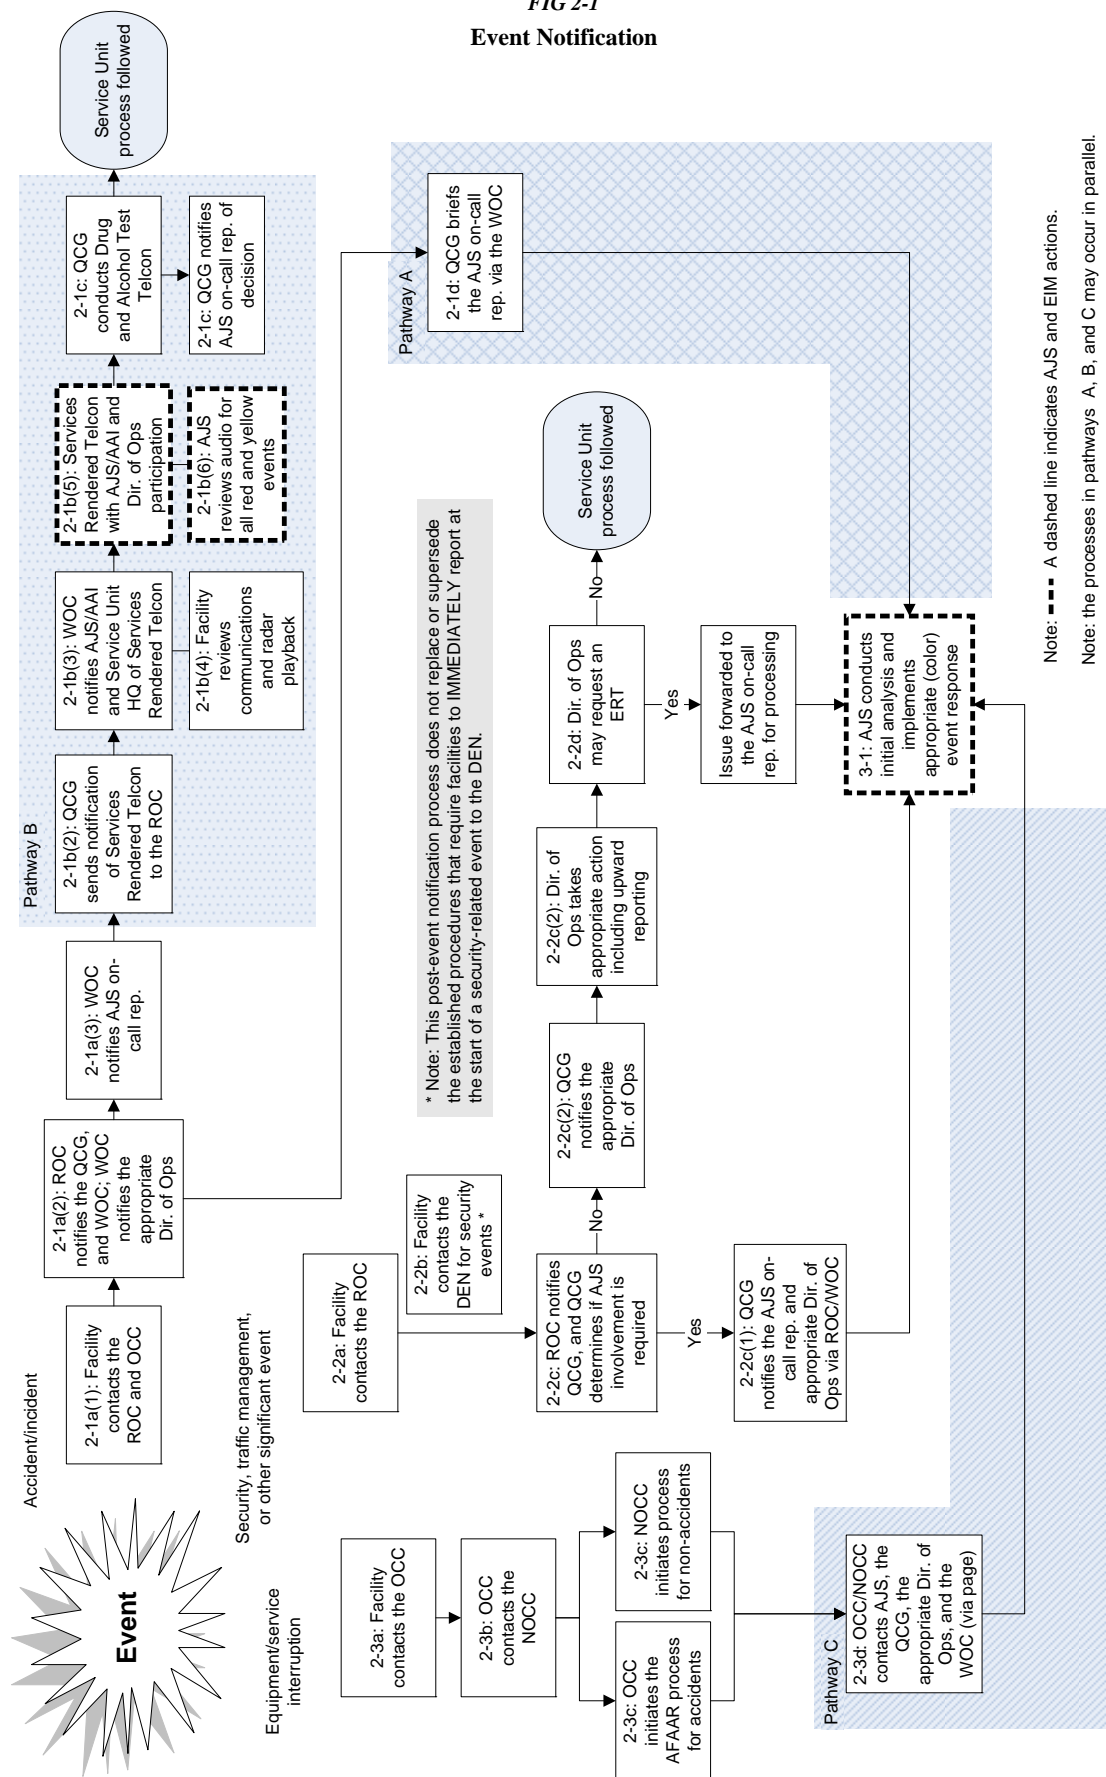 FIG 2-1
Event Notification
Event
Accident/incident
Security, traffic management,
or other significant event
Equipment/service
interruption
2-1a(1): Facility
contacts the
ROC and OCC
2-1a(2): ROC
notifies the QCG,
and WOC; WOC
notifies the
appropriate
Dir. of Ops
2-1a(3): WOC
notifies AJS on-
call rep.
Pathway B
2-1b(2): QCG
sends notification
of Services
Rendered Telcon
to the ROC
2-1b(3): WOC
notifies AJS/AAI
and Service Unit
HQ of Services
Rendered Telcon
2-1b(4): Facility
reviews
communications
and radar
playback
2-1b(5): Services
Rendered Telcon
with AJS/AAI and
Dir. of Ops
participation
2-1b(6): AJS
reviews audio for
all red and yellow
events
2-1c: QCG
conducts Drug
and Alcohol Test
Telcon
2-1c: QCG notifies
AJS on-call rep. of
decision
Service Unit
process followed
Pathway A
2-1d: QCG briefs
the AJS on-call
rep. via the WOC
2-2a: Facility
contacts the ROC
2-2b: Facility
contacts the
DEN for security
events *
* Note: This post-event notification process does not replace or supersede
the established procedures that require facilities to IMMEDIATELY report at
the start of a security-related event to the DEN.
2-2c: ROC notifies
QCG, and QCG
determines if AJS
involvement is
required
No
2-2c(2): QCG
notifies the
appropriate
Dir. of Ops
2-2c(2): Dir. of
Ops takes
appropriate action
including upward
reporting
2-2d: Dir. of Ops
may request an
ERT
No
Service Unit
process followed
Yes
2-2c(1): QCG
notifies the AJS on-
call rep. and
appropriate Dir. of
Ops via ROC/WOC
Yes
Issue forwarded to
the AJS on-call
rep. for processing
3-1: AJS conducts
initial analysis and
implements
appropriate (color)
event response
2-3a: Facility
contacts the OCC
2-3b: OCC
contacts the
NOCC
2-3c: OCC
initiates the
AFAAR process
for accidents
2-3c: NOCC
initiates process
for non-accidents
Pathway C
2-3d: OCC/NOCC
contacts AJS, the
QCG, the
appropriate Dir. of
Ops, and the
WOC (via page)
Note: A dashed line indicates AJS and EIM actions.
Note: the processes in pathways A, B, and C may occur in parallel.